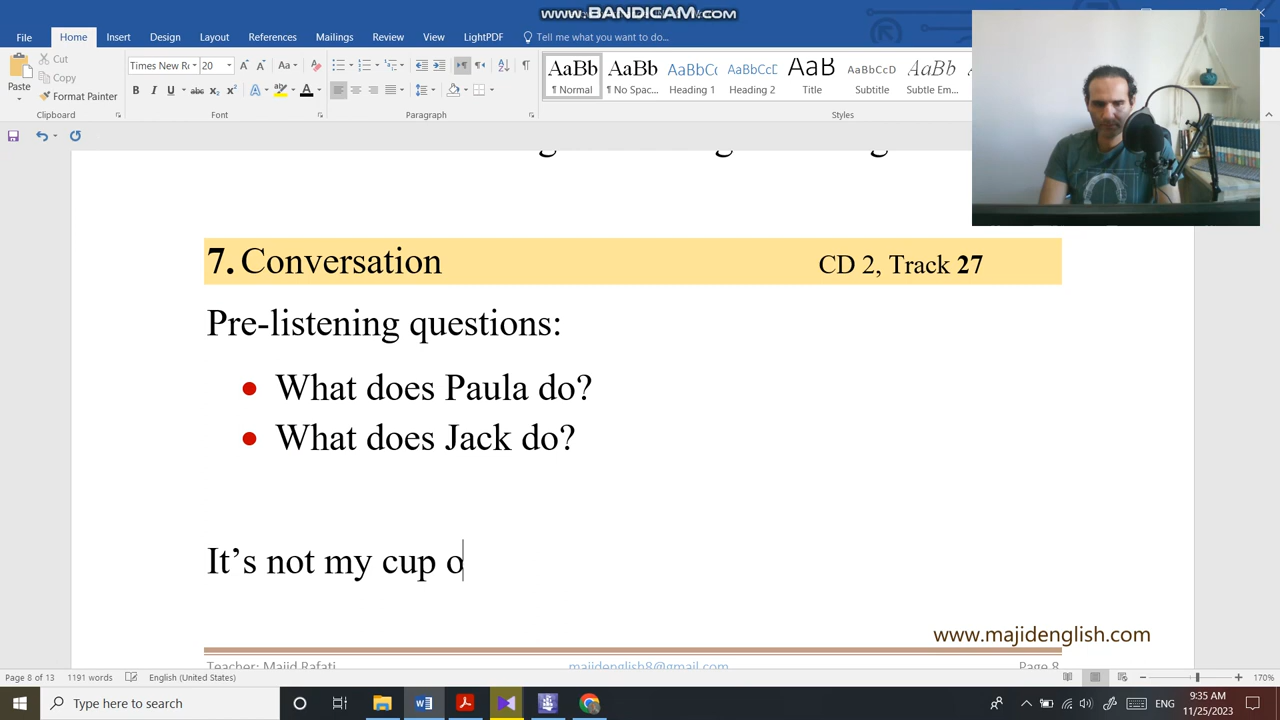 www.BANDICAM.com
File Home Insert Design Layout References Mailings Review View LightPDF Tell me what you want to do...
Cut
Copy
Format Painter
Paste
Times New Ro 20
AaBb AaBb AaBbCc AaBbCcD AaB AaBbCcD AaBb
¶ Normal ¶ No Spac... Heading 1 Heading 2 Title Subtitle Subtle Em...
Clipboard Font Paragraph Styles
7. Conversation CD 2, Track 27
Pre-listening questions:
• What does Paula do?
• What does Jack do?
It’s not my cup o
www.majidenglish.com
Teacher: Majid Rafati majidenglish8@gmail.com Page 8
Page 8 of 13 1191 words English (United States) 170%
Type here to search
ENG
9:35 AM
11/25/2023